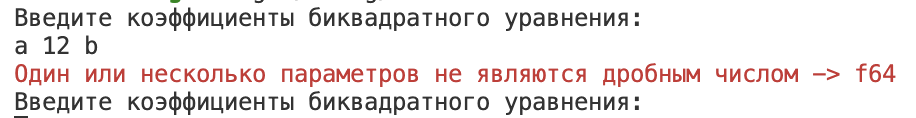 Введите коэффициенты биквадратного уравнения:
a 12 b
Один или несколько параметров не являются дробным числом —> f64
Введите коэффициенты биквадратного уравнения: